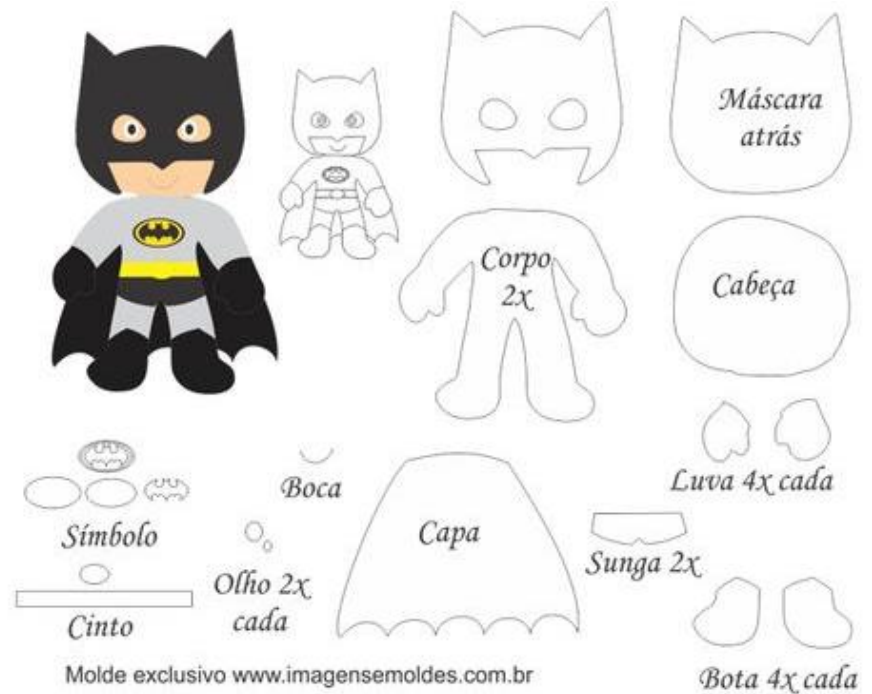 Máscara
atrás
Corpo
2x
Cabeça
Luva 4x cada
Boca
Símbolo
Capa
Sunga 2x
Olho 2x
cada
Cinto
Bota 4x cada
Molde exclusivo www.imagensemoldes.com.br